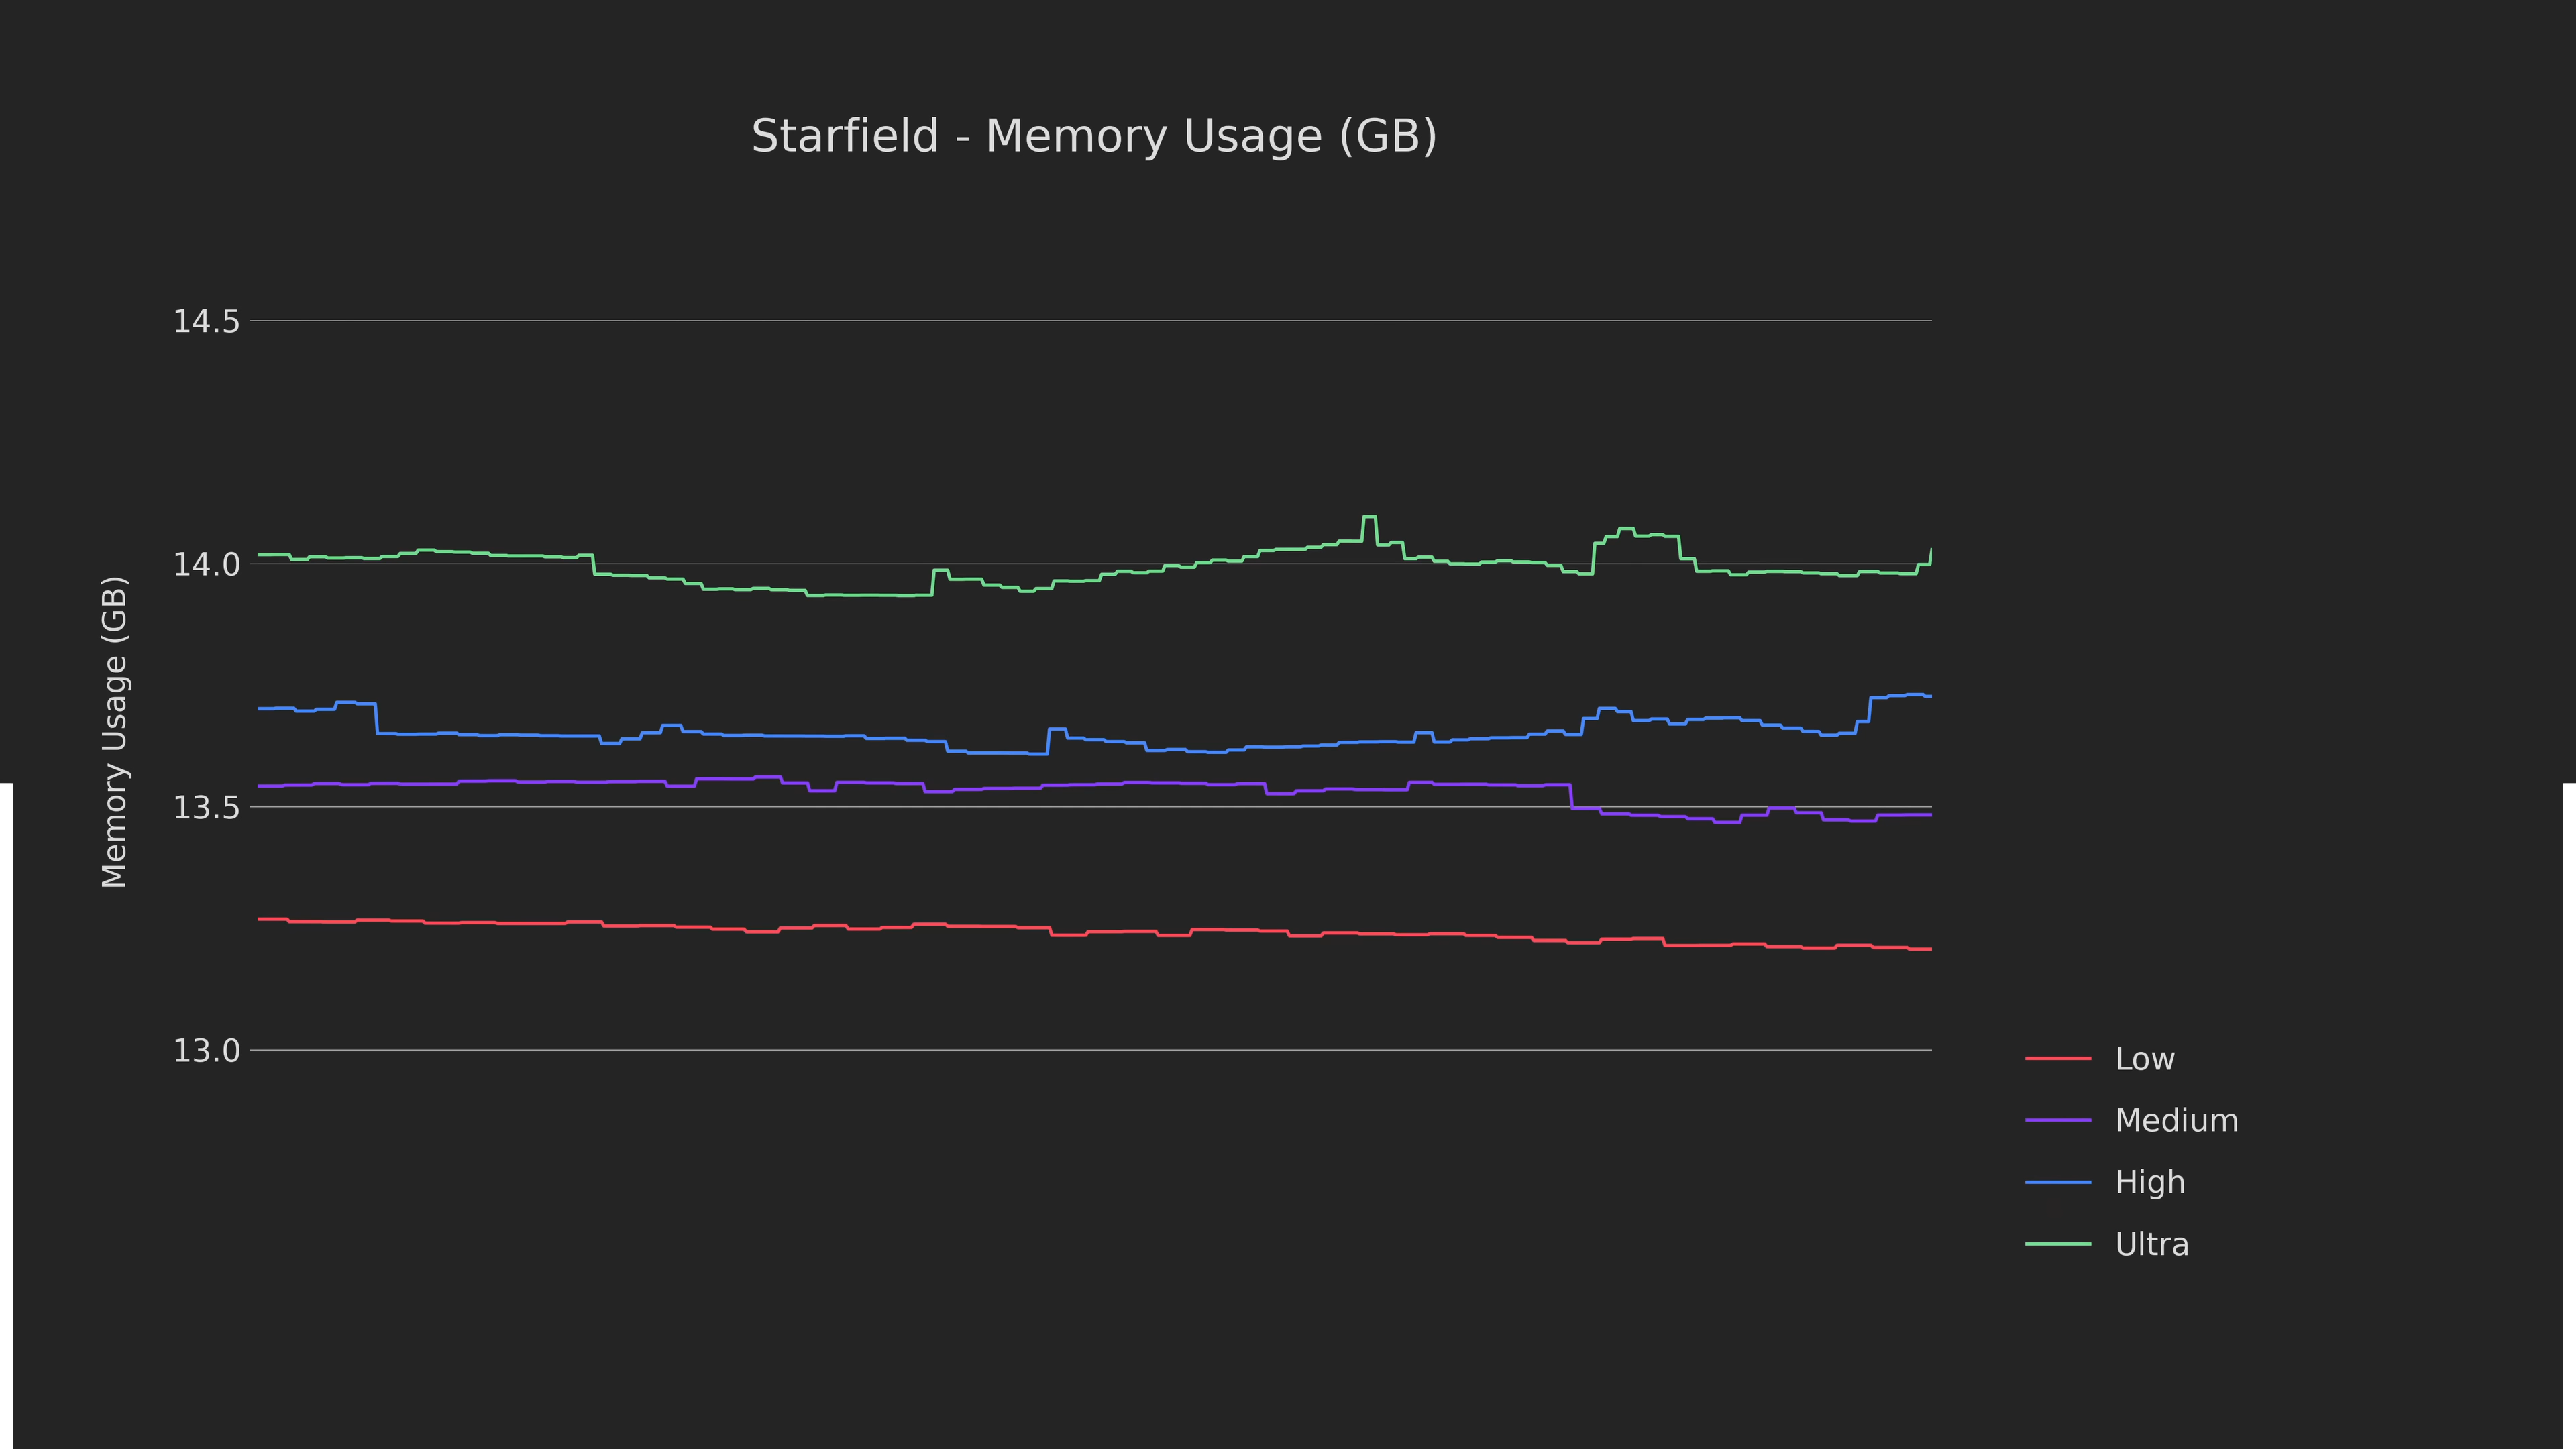 Starfield - Memory Usage (GB)
Memory Usage (GB)
14.5
14.0
13.5
13.0
Low
Medium
High
Ultra